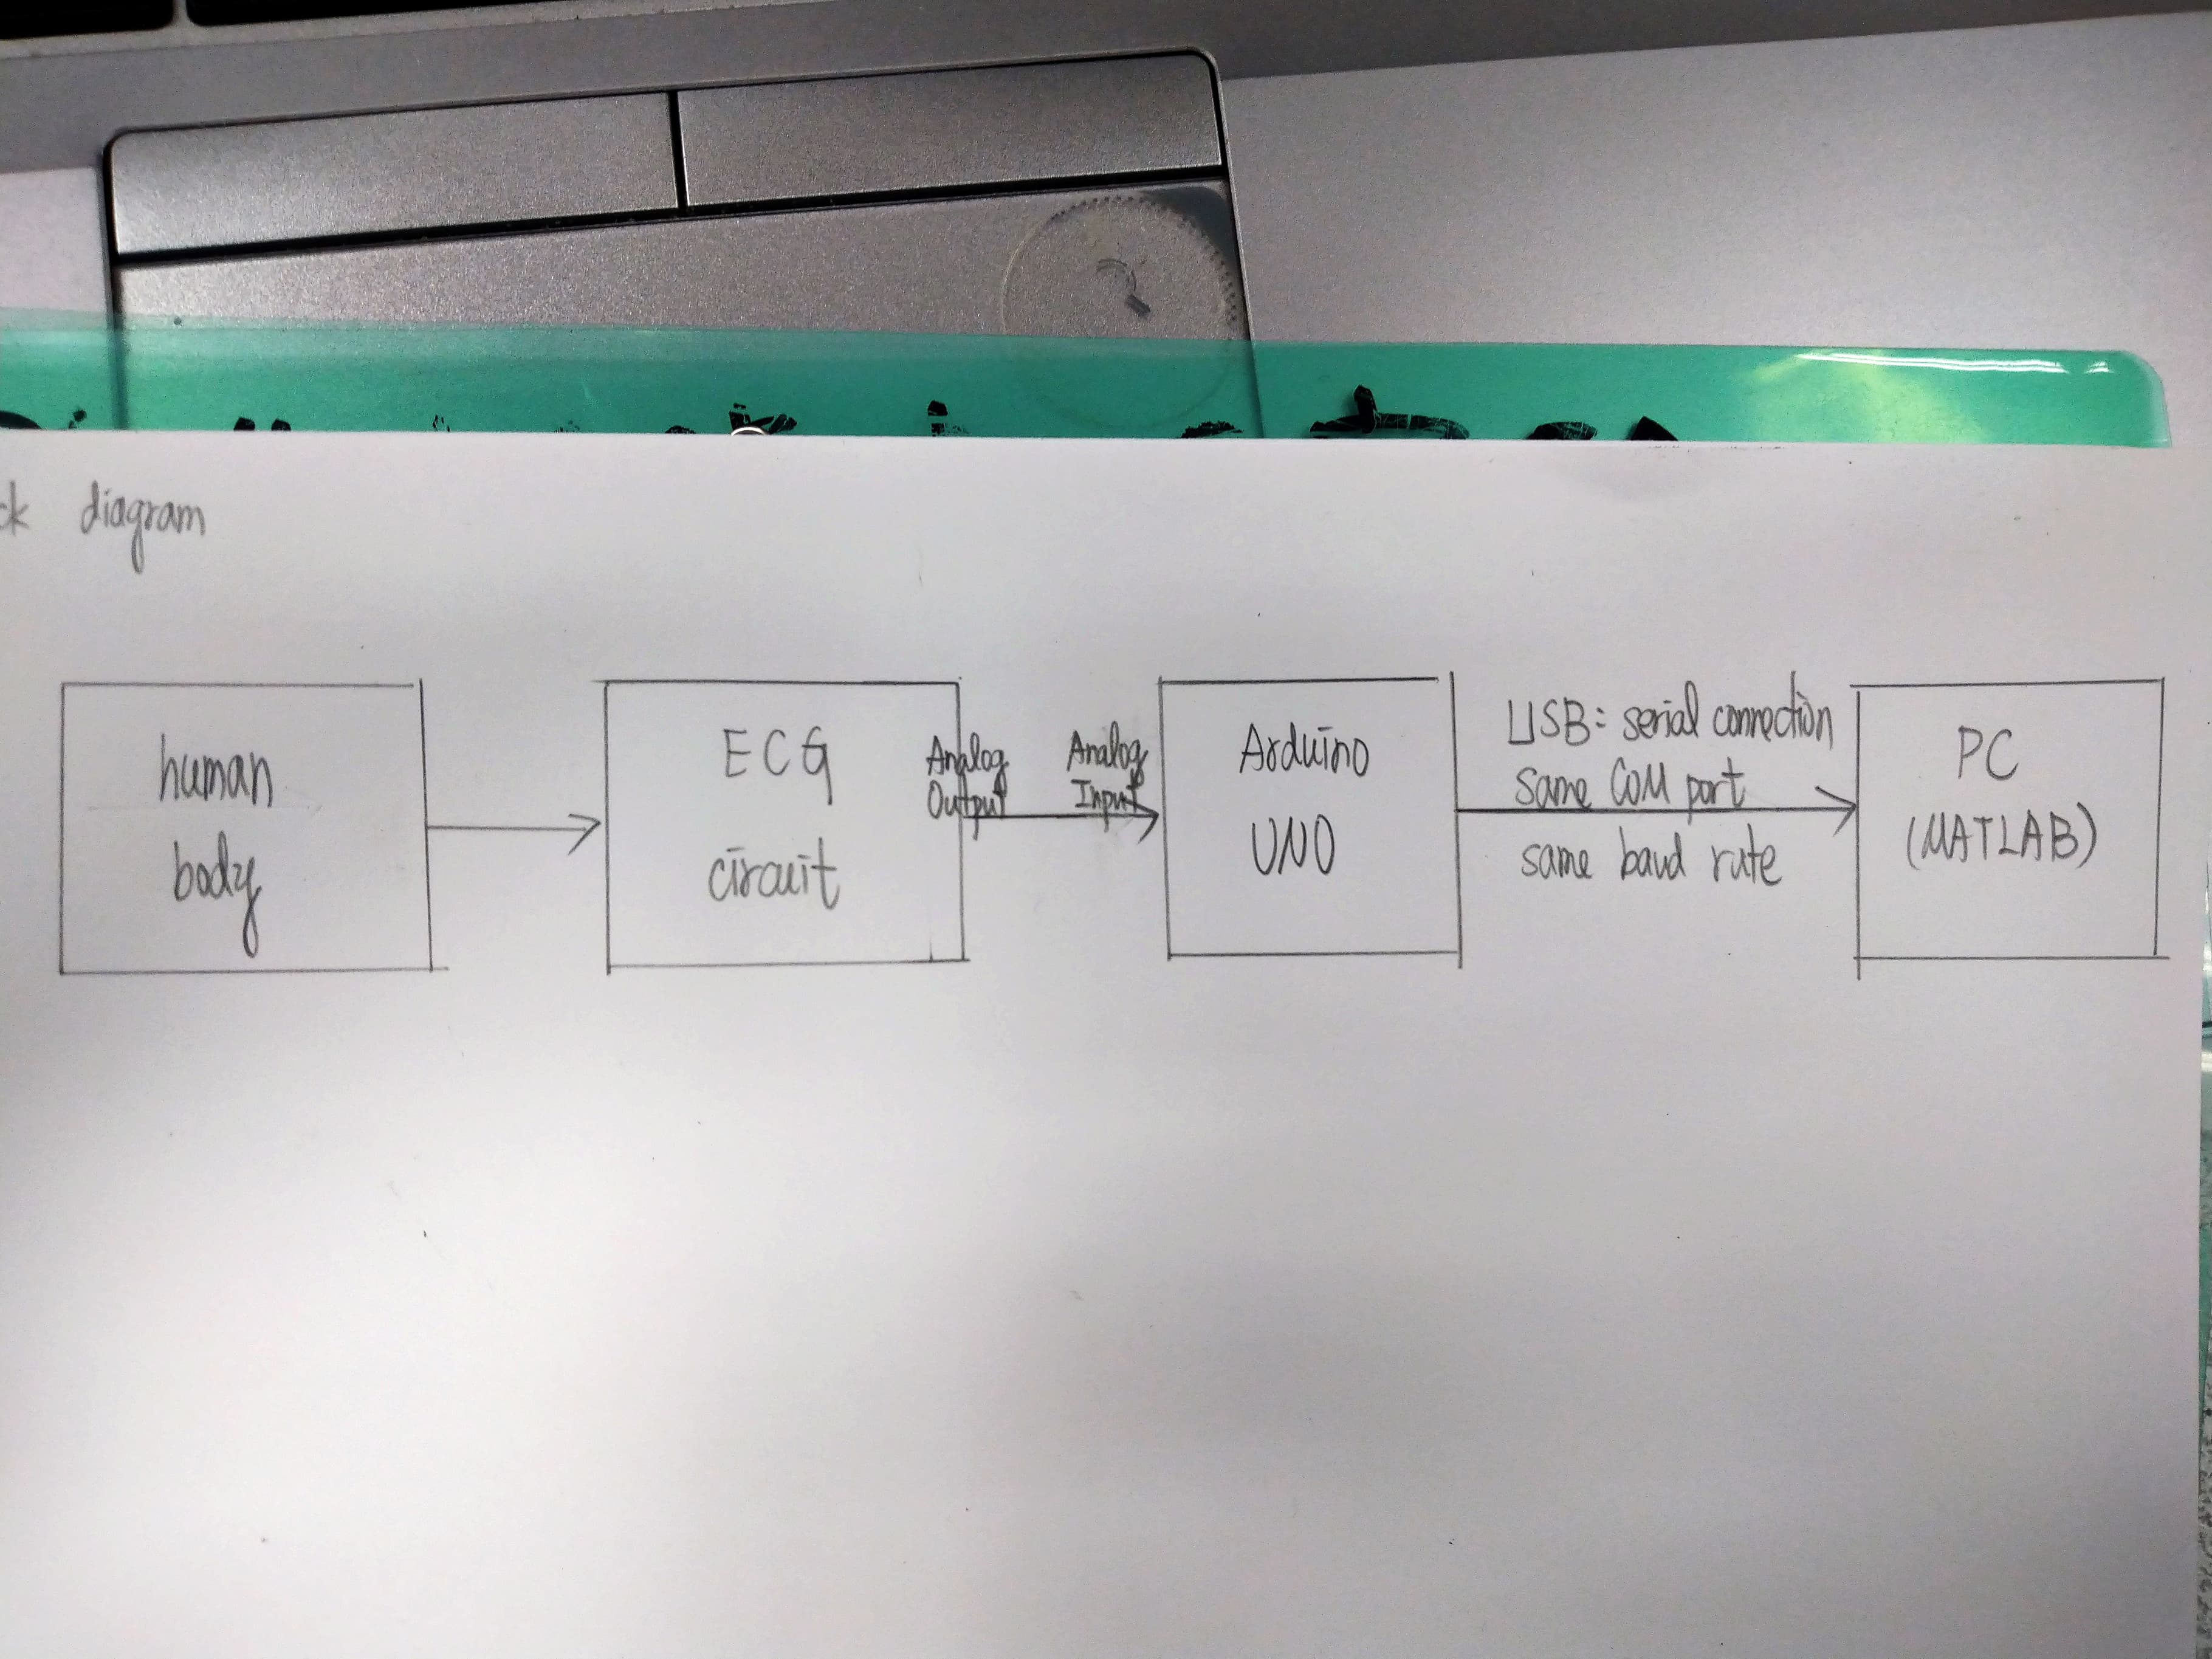 diagram
human
body
ECG
circuit
Analog
Output
Analog
Input
Arduino
UNO
USB: serial connection
same COM port
same baud rate
PC
(MATLAB)